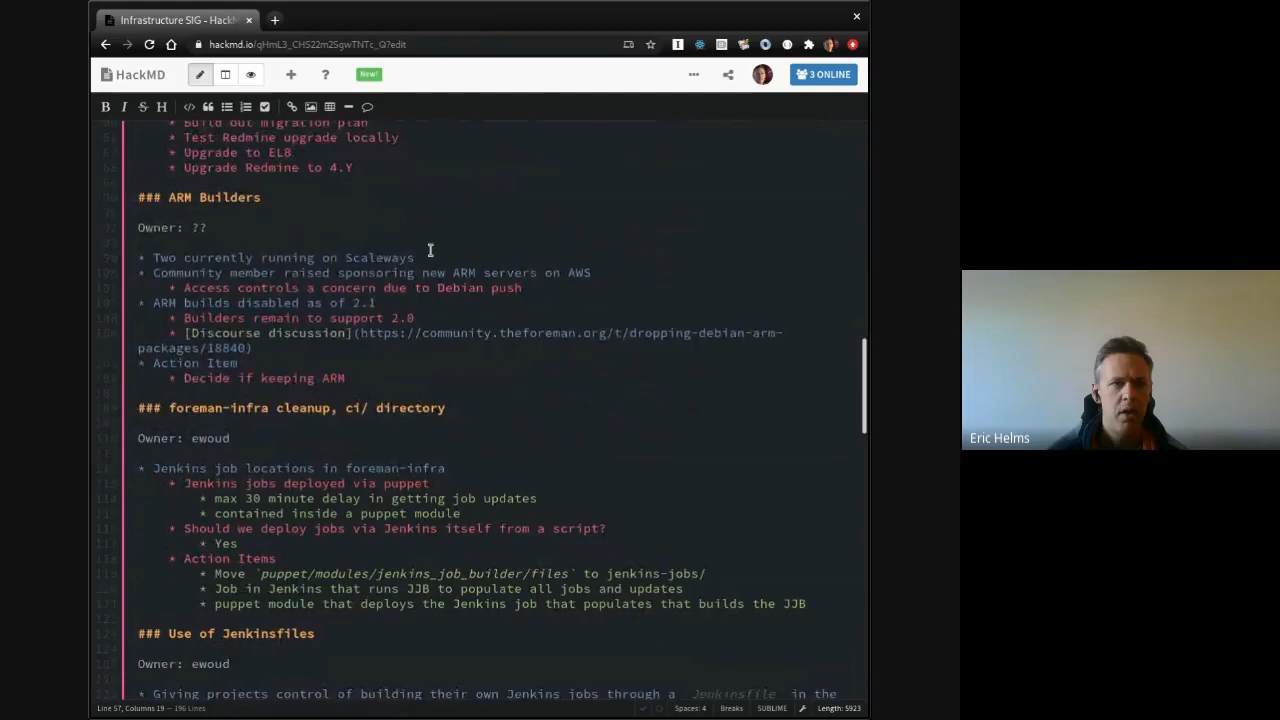 Infrastructure SIG - HackM
hackmd.io/qHmL3_CHS22m2SgwTNTc_Q?edit
HackMD
New!
3 ONLINE
* Build out migration plan
* Test Redmine upgrade locally
* Upgrade to EL8
* Upgrade Redmine to 4.Y
### ARM Builders
Owner: ??
* Two currently running on Scaleways
* Community member raised sponsoring new ARM servers on AWS
* Access controls a concern due to Debian push
* ARM builds disabled as of 2.1
* Builders remain to support 2.0
* [Discourse discussion](https://community.theforeman.org/t/dropping-debian-arm-
packages/18840)
* Action Item
* Decide if keeping ARM
### foreman-infra cleanup, ci/ directory
Owner: ewoud
* Jenkins job locations in foreman-infra
* Jenkins jobs deployed via puppet
* max 30 minute delay in getting job updates
* contained inside a puppet module
* Should we deploy jobs via Jenkins itself from a script?
* Yes
* Action Items
* Move `puppet/modules/jenkins_job_builder/files` to jenkins-jobs/
* Job in Jenkins that runs JJB to populate all jobs and updates
* puppet module that deploys the Jenkins job that populates that builds the JJB
### Use of Jenkinsfiles
Owner: ewoud
* Giving projects control of building their own Jenkins jobs through a `Jenkinsfile` in the
Line 57, Columns 19 — 196 Lines
Spaces: 4
Breaks
SUBLIME
Length: 5923
Eric Helms